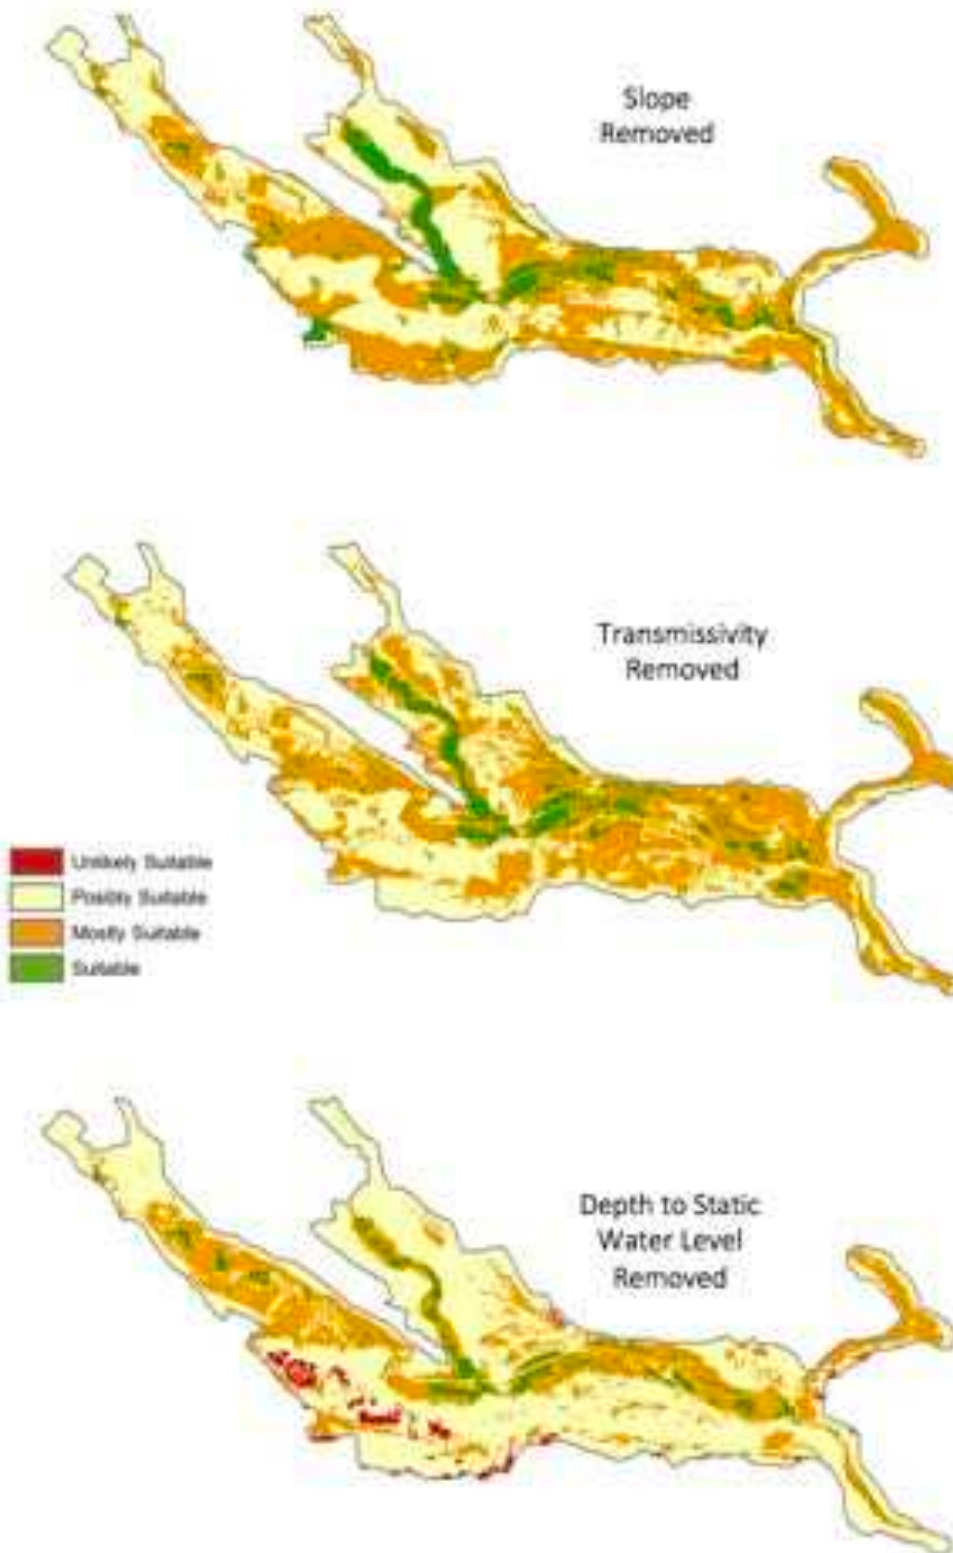 Slope
Removed
Transmissivity
Removed
Unlikely Suitable
Possibly Suitable
Mostly Suitable
Suitable
Depth to Static
Water Level
Removed